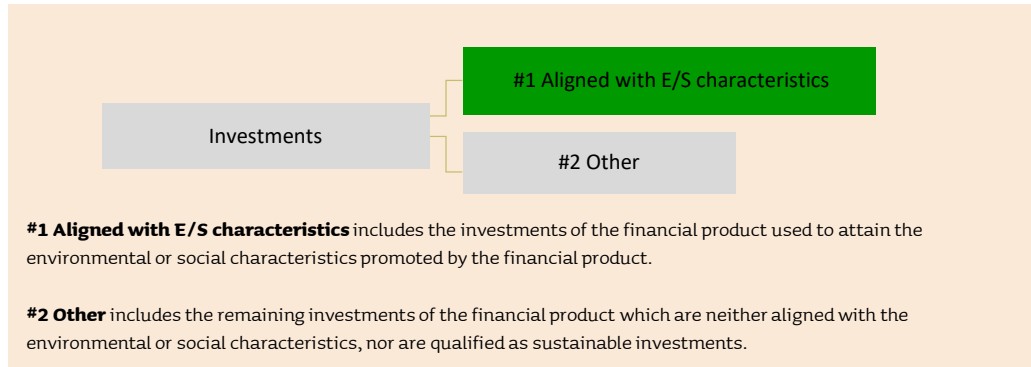 #1 Aligned with E/S characteristics
Investments
#2 Other
#1 Aligned with E/S characteristics includes the investments of the financial product used to attain the
environmental or social characteristics promoted by the financial product.
#2 Other includes the remaining investments of the financial product which are neither aligned with the
environmental or social characteristics, nor are qualified as sustainable investments.